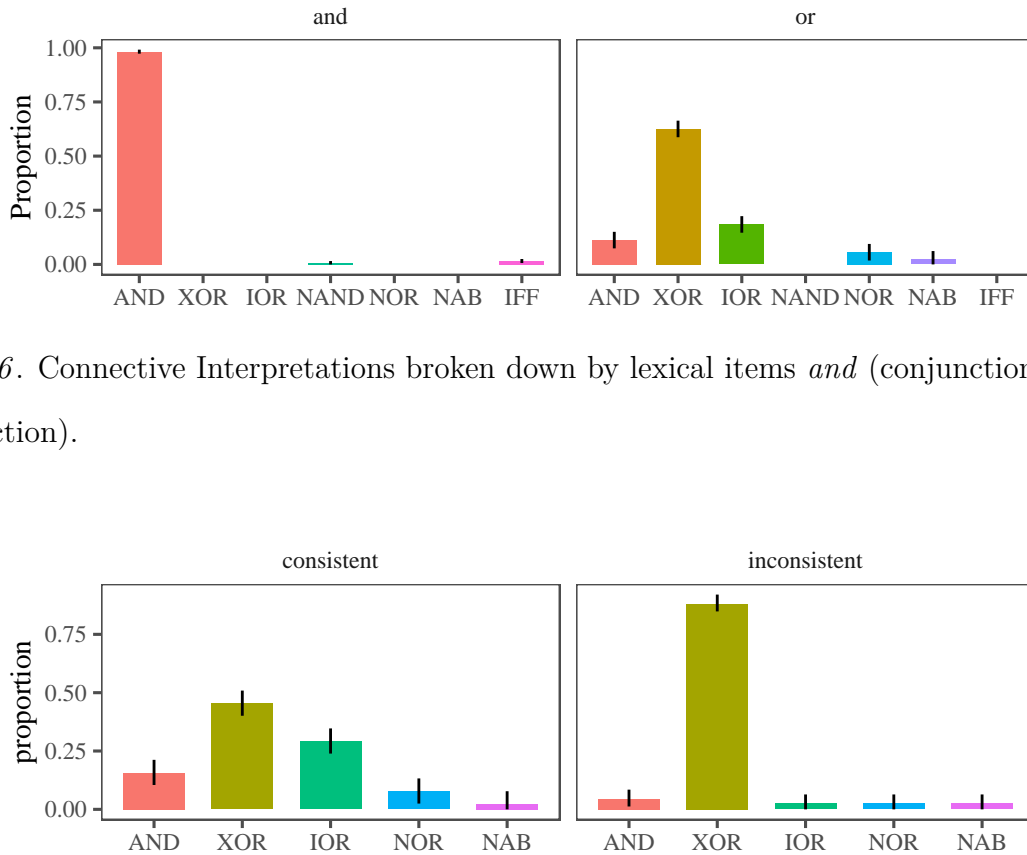 and or
Proportion
1.00
0.75
0.50
0.25
0.00
AND XOR IOR NAND NOR NAB IFF AND XOR IOR NAND NOR NAB IFF
6. Connective Interpretations broken down by lexical items and (conjunction
ction).
consistent inconsistent
proportion
0.75
0.50
0.25
0.00
AND XOR IOR NOR NAB AND XOR IOR NOR NAB